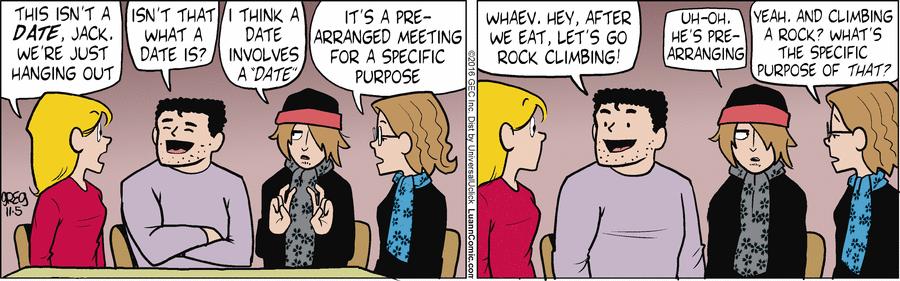 THIS ISN'T A
DATE, JACK.
WE'RE JUST
HANGING OUT
ISN'T THAT
WHAT A
DATE IS?
I THINK A
DATE
INVOLVES
A "DATE"
IT'S A PRE-
ARRANGED MEETING
FOR A SPECIFIC
PURPOSE
GREG
11-5
©2016 GEC Inc. Dist by UniversalUclick LuannComic.com
WHAEV. HEY, AFTER
WE EAT, LET'S GO
ROCK CLIMBING!
UH-OH.
HE'S PRE-
ARRANGING
YEAH. AND CLIMBING
A ROCK? WHAT'S
THE SPECIFIC
PURPOSE OF THAT?